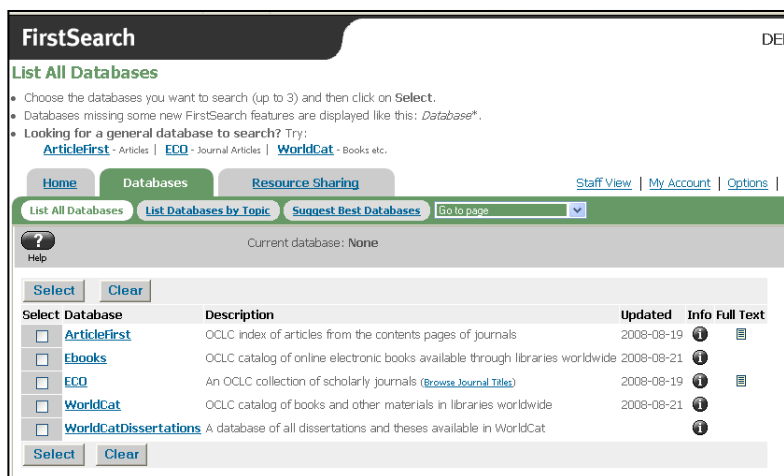 FirstSearch
DE
List All Databases
• Choose the databases you want to search (up to 3) and then click on Select.
• Databases missing some new FirstSearch features are displayed like this: Database*.
• Looking for a general database to search? Try:
ArticleFirst - Articles | ECO - Journal Articles | WorldCat - Books etc.
Home Databases Resource Sharing Staff View | My Account | Options |
List All Databases List Databases by Topic Suggest Best Databases Go to page
? Help Current database: None
Select Clear
Select Database Description Updated Info Full Text
ArticleFirst OCLC index of articles from the contents pages of journals 2008-08-19
Ebooks OCLC catalog of online electronic books available through libraries worldwide 2008-08-21
ECO An OCLC collection of scholarly journals (Browse Journal Titles) 2008-08-19
WorldCat OCLC catalog of books and other materials in libraries worldwide 2008-08-21
WorldCatDissertations A database of all dissertations and theses available in WorldCat
Select Clear